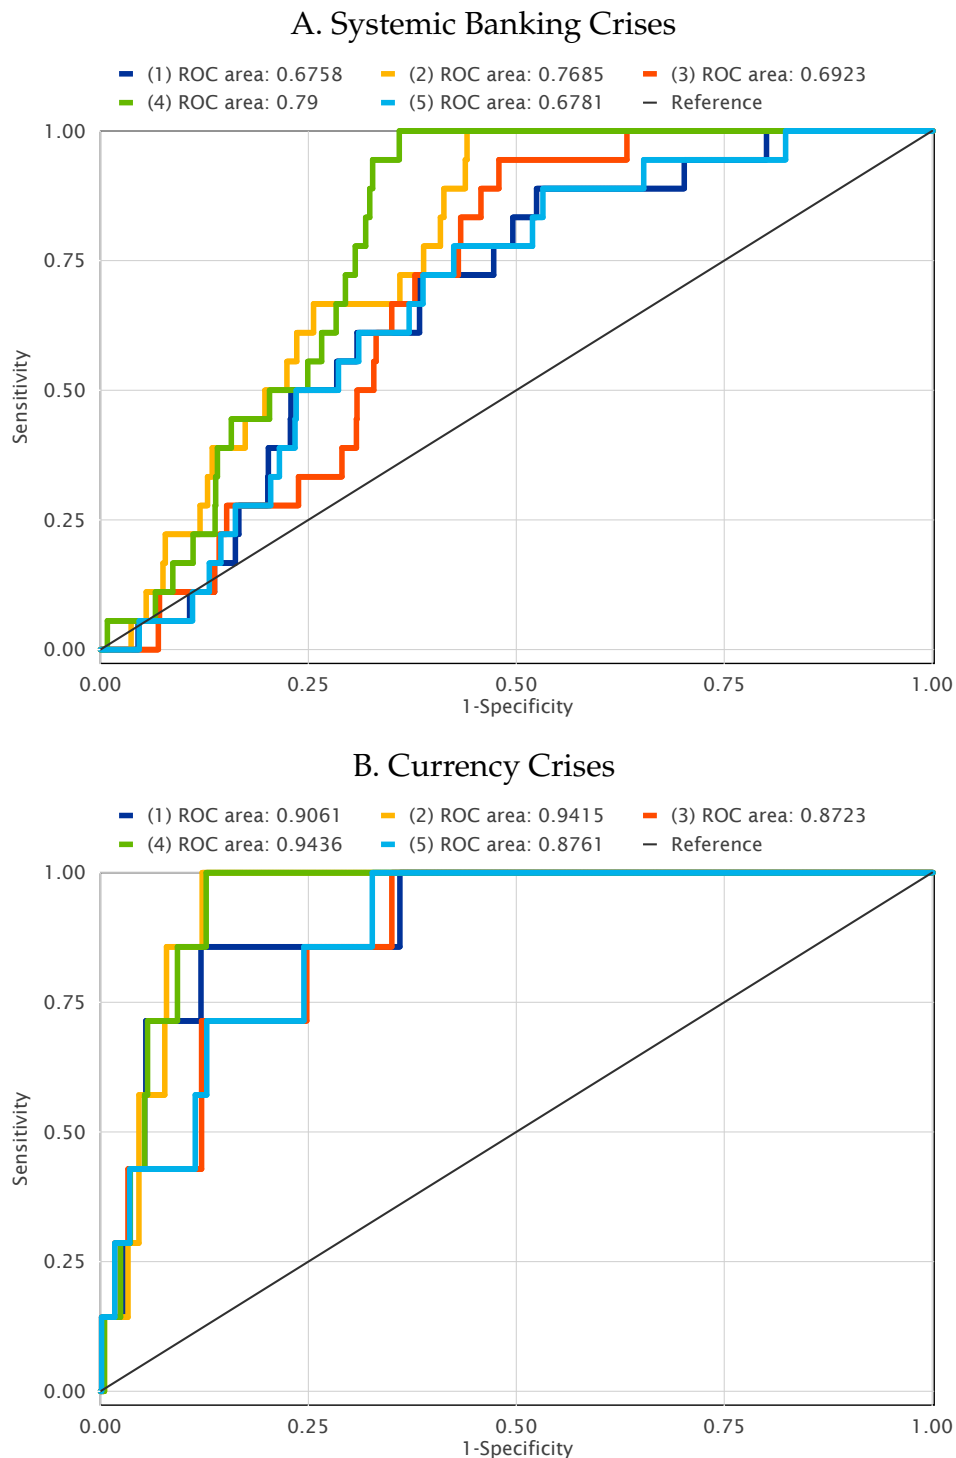 A. Systemic Banking Crises
(1) ROC area: 0.6758 (2) ROC area: 0.7685 (3) ROC area: 0.6923
(4) ROC area: 0.79 (5) ROC area: 0.6781 Reference
1.00
0.75
0.50
0.25
0.00
Sensitivity
0.00 0.25 0.50 0.75 1.00
1-Specificity
B. Currency Crises
(1) ROC area: 0.9061 (2) ROC area: 0.9415 (3) ROC area: 0.8723
(4) ROC area: 0.9436 (5) ROC area: 0.8761 Reference
1.00
0.75
0.50
0.25
0.00
Sensitivity
0.00 0.25 0.50 0.75 1.00
1-Specificity